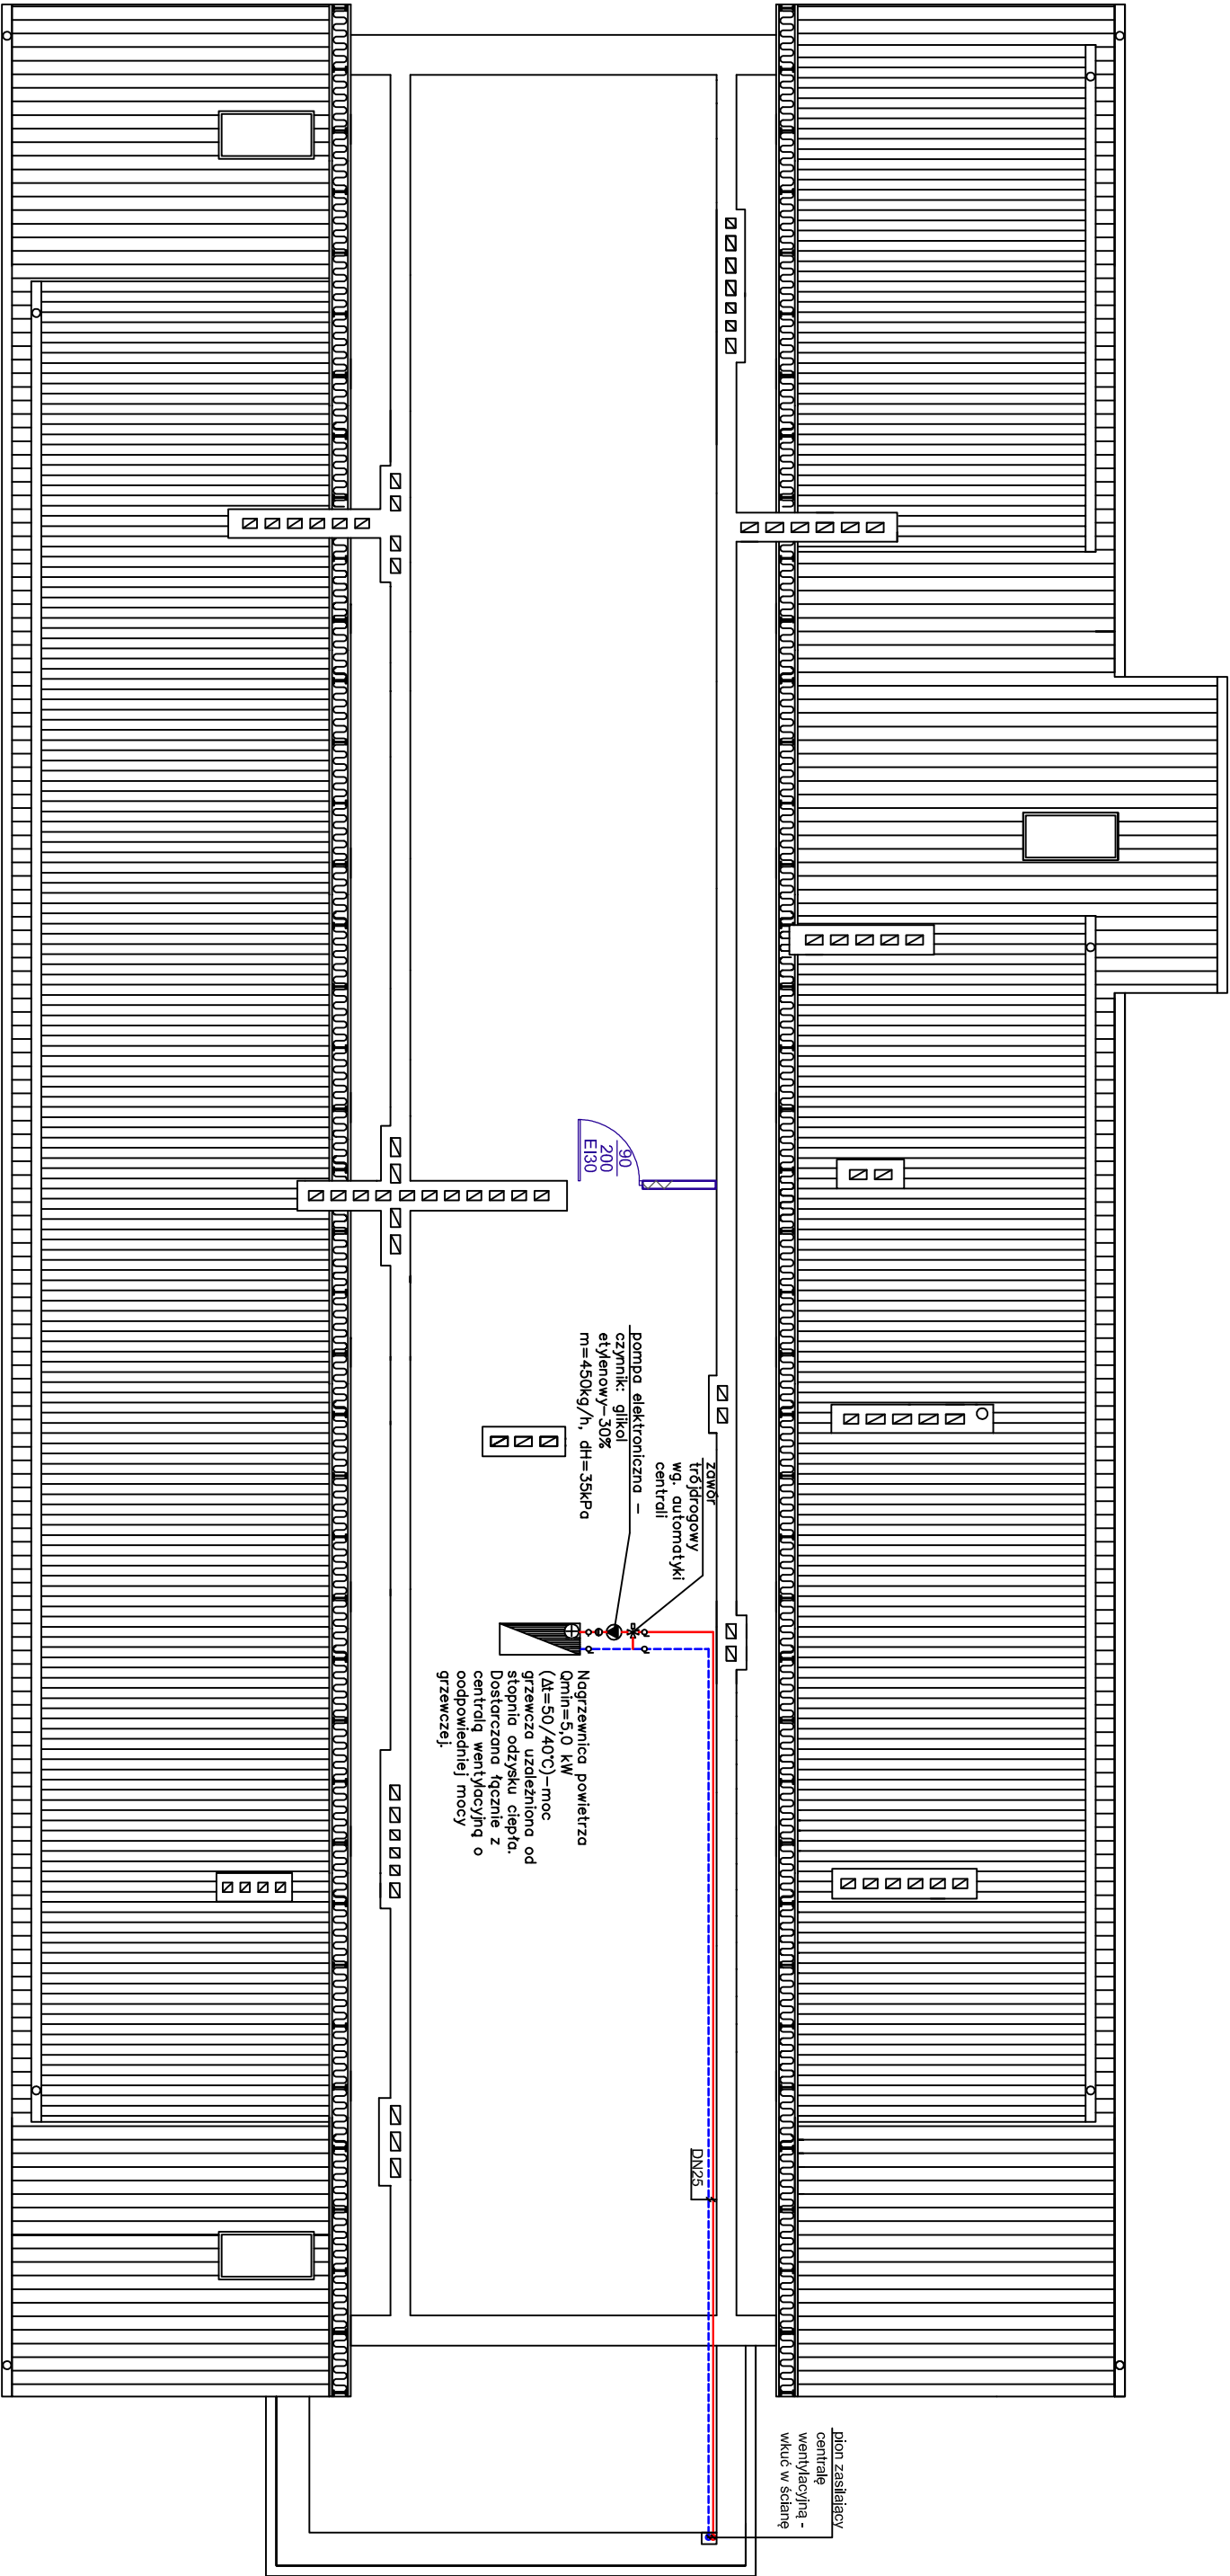 90
200
EI30
pompa elektroniczna –
czynnik: glikol
etylenowy–30%
m=450kg/h, dH=35kPa
zawór
trójdrogowy
wg. automatyki
centrali
Nagrzewnica powietrza
Qmin=5,0 kW
(Δt=50/40°C)–moc
grzewcza uzależniona od
stopnia odzysku ciepła.
Dostarczana łącznie z
centralą wentylacyjną o
oodpowiedniej mocy
grzewczej.
DN25
pion zasilający
centralę
wentylacyjną -
wkuć w ścianę